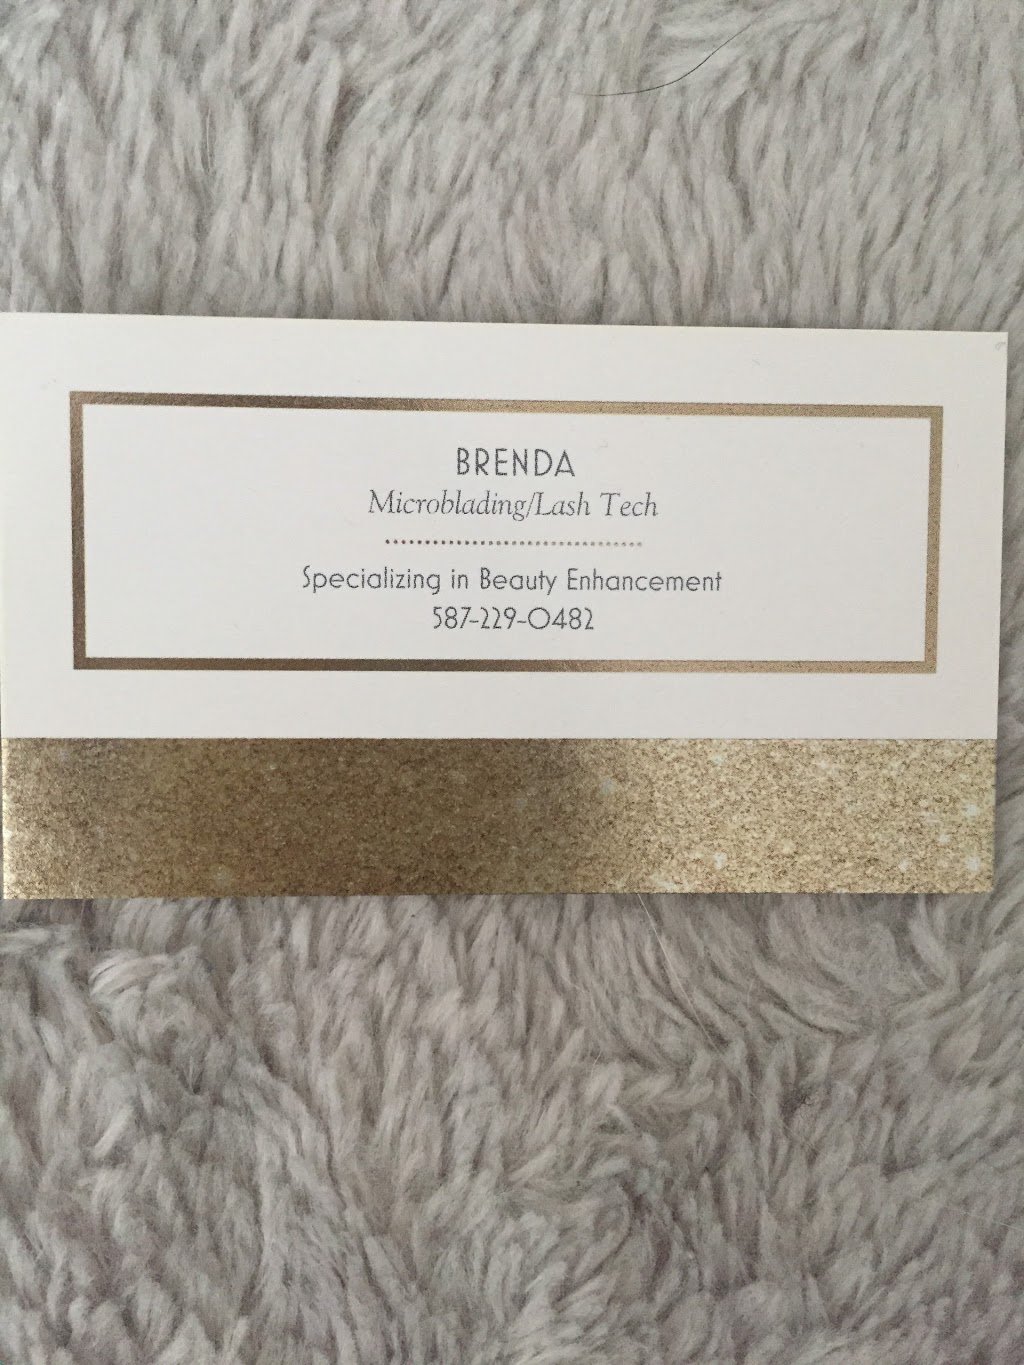 BRENDA
Microblading/Lash Tech
Specializing in Beauty Enhancement
587-229-0482